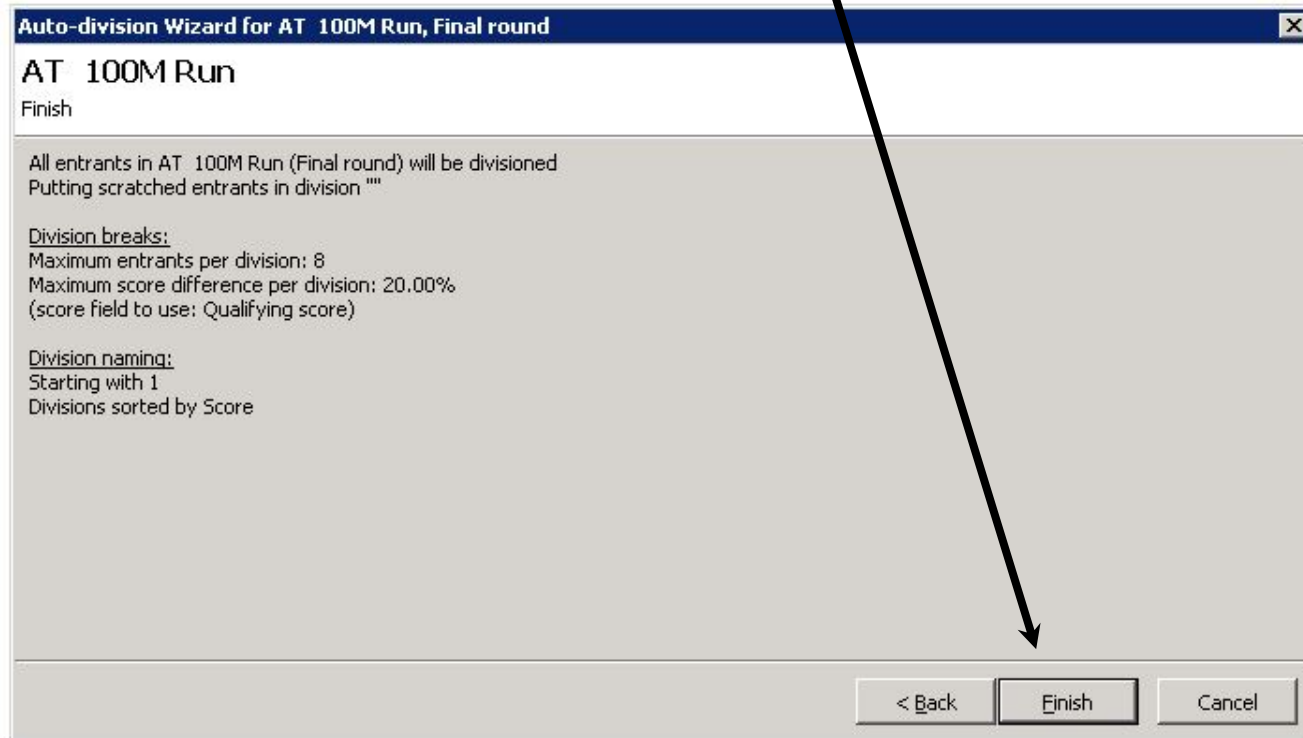 Auto-division Wizard for AT 100M Run, Final round
AT 100M Run
Finish
All entrants in AT 100M Run (Final round) will be divisioned
Putting scratched entrants in division ""
Division breaks:
Maximum entrants per division: 8
Maximum score difference per division: 20.00%
(score field to use: Qualifying score)
Division naming:
Starting with 1
Divisions sorted by Score
< Back Finish Cancel